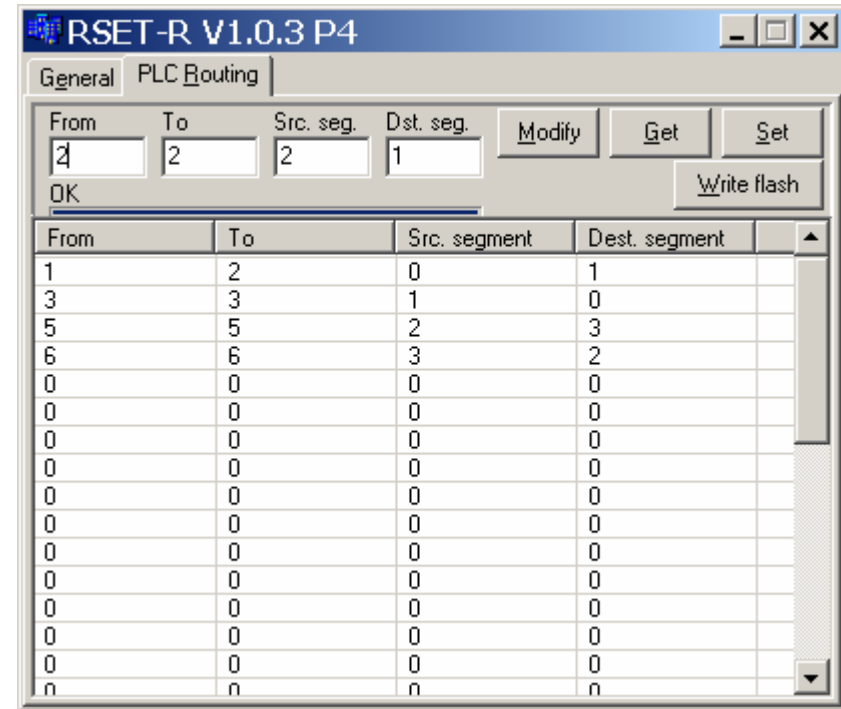 RSET-R V1.0.3 P4
General PLC Routing
From To Src. seg. Dst. seg. Modify Get Set
2 2 2 1
Write flash
OK
From To Src. segment Dest. segment
1 2 0 1
3 3 1 0
5 5 2 3
6 6 3 2
0 0 0 0
0 0 0 0
0 0 0 0
0 0 0 0
0 0 0 0
0 0 0 0
0 0 0 0
0 0 0 0
0 0 0 0
0 0 0 0
0 0 0 0
0 0 0 0